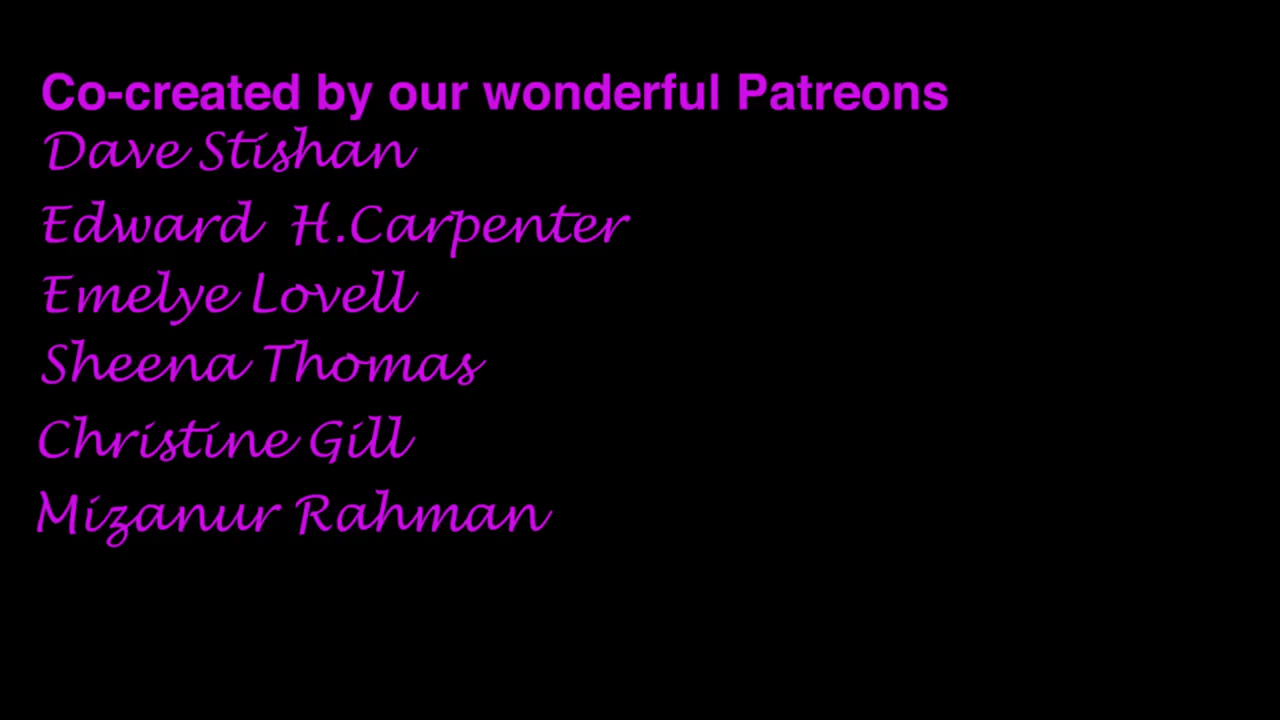 Co-created by our wonderful Patreons
Dave Stishan
Edward H.Carpenter
Emelye Lovell
Sheena Thomas
Christine Gill
Mizanur Rahman